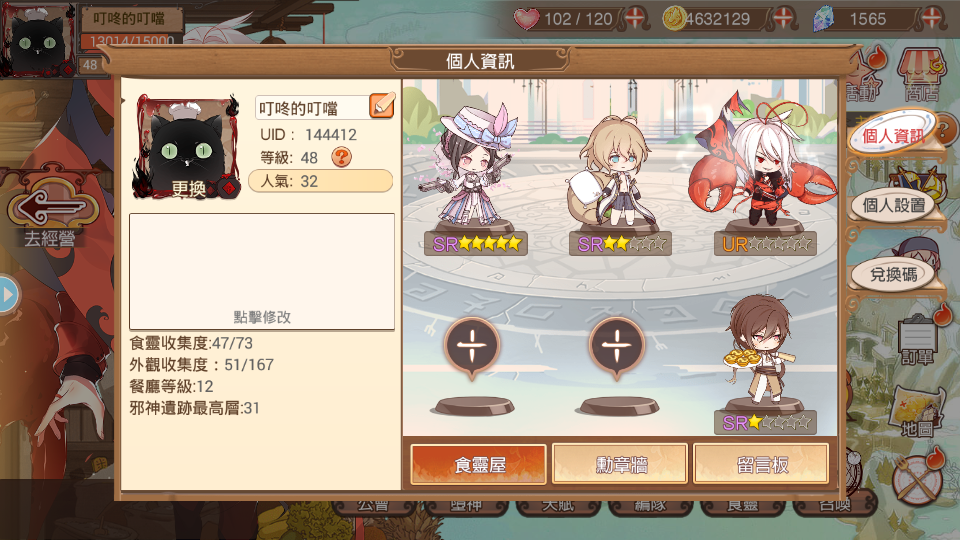 叮咚的叮噹
13014/15000
48
102 / 120
4632129
1565
個人資訊
叮咚的叮噹
UID： 144412
等級: 48
?
人氣: 32
更換
點擊修改
食靈收集度:47/73
外觀收集度：51/167
餐廳等級:12
邪神遺跡最高層:31
SR
SR
UR
SR
食靈屋
勳章牆
留言板
去經營
活動
商店
個人資訊
?
個人設置
兌換碼
訂單
地圖
公會
墮神
天賦
編隊
食靈
召喚